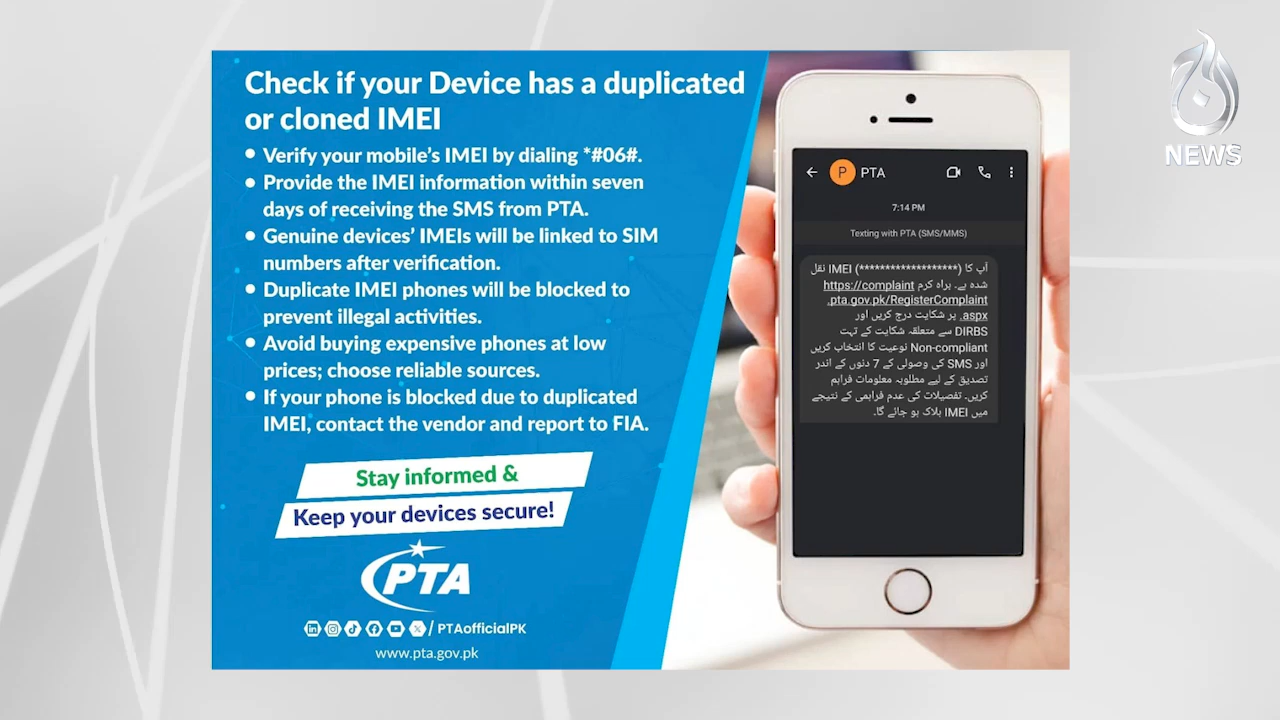 Check if your Device has a duplicated
or cloned IMEI
• Verify your mobile's IMEI by dialing *#06#.
• Provide the IMEI information within seven
days of receiving the SMS from PTA.
• Genuine devices' IMEIs will be linked to SIM
numbers after verification.
• Duplicate IMEI phones will be blocked to
prevent illegal activities.
• Avoid buying expensive phones at low
prices; choose reliable sources.
• If your phone is blocked due to duplicated
IMEI, contact the vendor and report to FIA.
Stay informed &
Keep your devices secure!
PTA
/ PTAofficialPK
www.pta.gov.pk
P PTA
7:14 PM
Texting with PTA (SMS/MMS)
آپ کا (*******************) IMEI نقل
شدہ ہے۔ براہ کرم https://complaint
.pta.gov.pk/RegisterComplaint
.aspx پر شکایت درج کریں اور
DIRBS سے متعلقہ شکایت کے تہت
Non-compliant نوعیت کا انتخاب کریں
اور SMS کی وصولی کے 7 دنوں کے اندر
تصدیق کے لیے مطلوبہ معلومات فراہم
کریں۔ تفصیلات کی عدم فراہمی کے نتیجے
میں IMEI بلاک ہو جائے گا۔
آج
NEWS